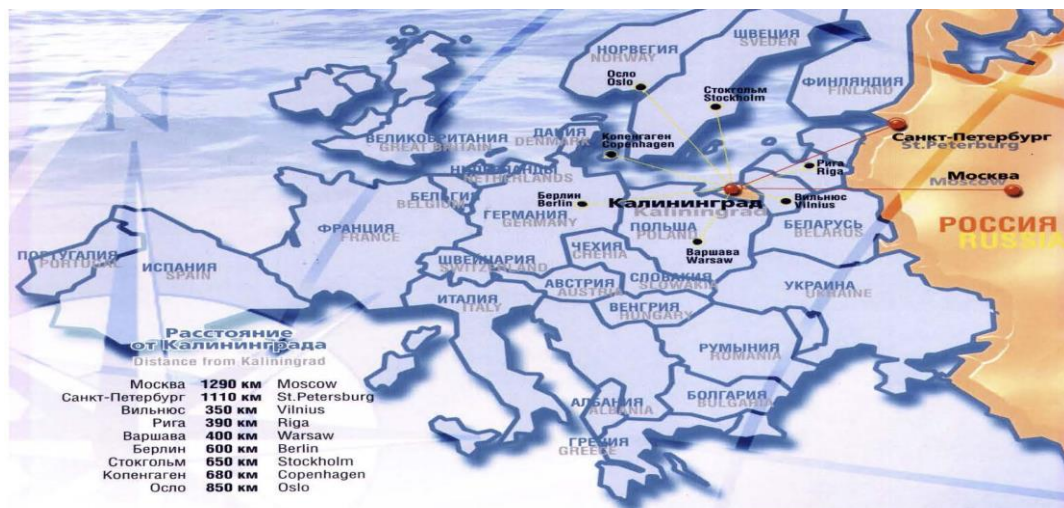 НОРВЕГИЯ
NORWAY
ШВЕЦИЯ
SVEDEN
Осло
Oslo
Стокгольм
Stockholm
ФИНЛЯНДИЯ
FINLAND
Санкт-Петербург
St.Peterburg
ВЕЛИКОБРИТАНИЯ
GREAT BRITAIN
ДАНИЯ
DENMARK
Копенгаген
Copenhagen
Рига
Riga
Москва
Moscow
НИДЕРЛАНДЫ
NETHERLANDS
БЕЛЬГИЯ
BELGIUM
Берлин
Berlin
Калининград
Kaliningrad
Вильнюс
Vilnius
РОССИЯ
RUSSIA
ФРАНЦИЯ
FRANCE
ГЕРМАНИЯ
GERMANY
ПОЛЬША
POLAND
БЕЛАРУСЬ
BELARUS
Варшава
Warsaw
ПОРТУГАЛИЯ
PORTUGAL
ИСПАНИЯ
SPAIN
ШВЕЙЦАРИЯ
SWITZERLAND
ЧЕХИЯ
CHEHIA
СЛОВАКИЯ
SLOWAKIA
АВСТРИЯ
AUSTRIA
УКРАИНА
UKRAINE
ИТАЛИЯ
ITALY
ВЕНГРИЯ
HUNGARY
РУМЫНИЯ
ROMANIA
АЛБАНИЯ
ALBANIA
БОЛГАРИЯ
BULGARIA
ГРЕЦИЯ
GREECE
Расстояние
от Калининграда
Distance from Kaliningrad
Москва 1290 км Moscow
Санкт-Петербург 1110 км St.Petersburg
Вильнюс 350 км Vilnius
Рига 390 км Riga
Варшава 400 км Warsaw
Берлин 600 км Berlin
Стокгольм 650 км Stockholm
Копенгаген 680 км Copenhagen
Осло 850 км Oslo